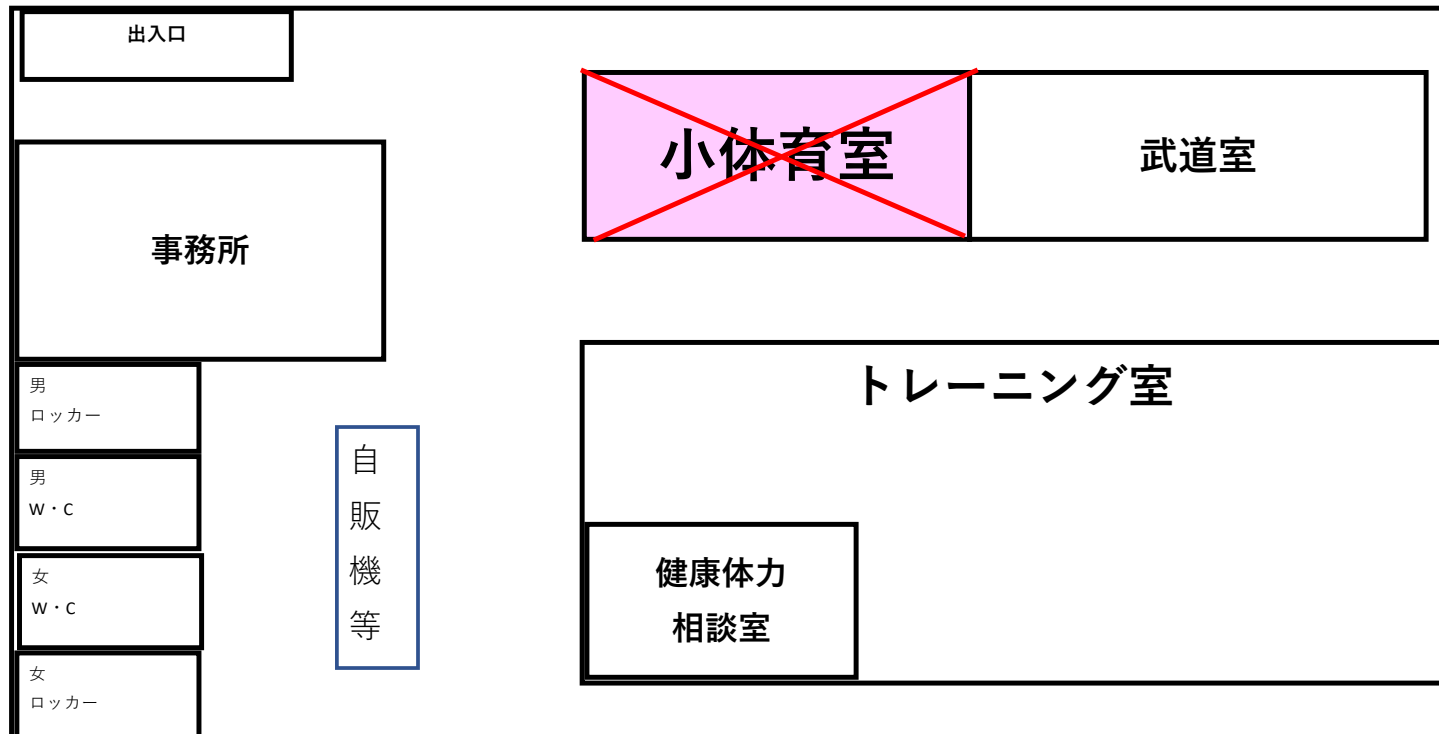 出入口
小体育室
武道室
事務所
男
ロッカー
男
W・C
女
W・C
女
ロッカー
自
販
機
等
トレーニング室
健康体力
相談室